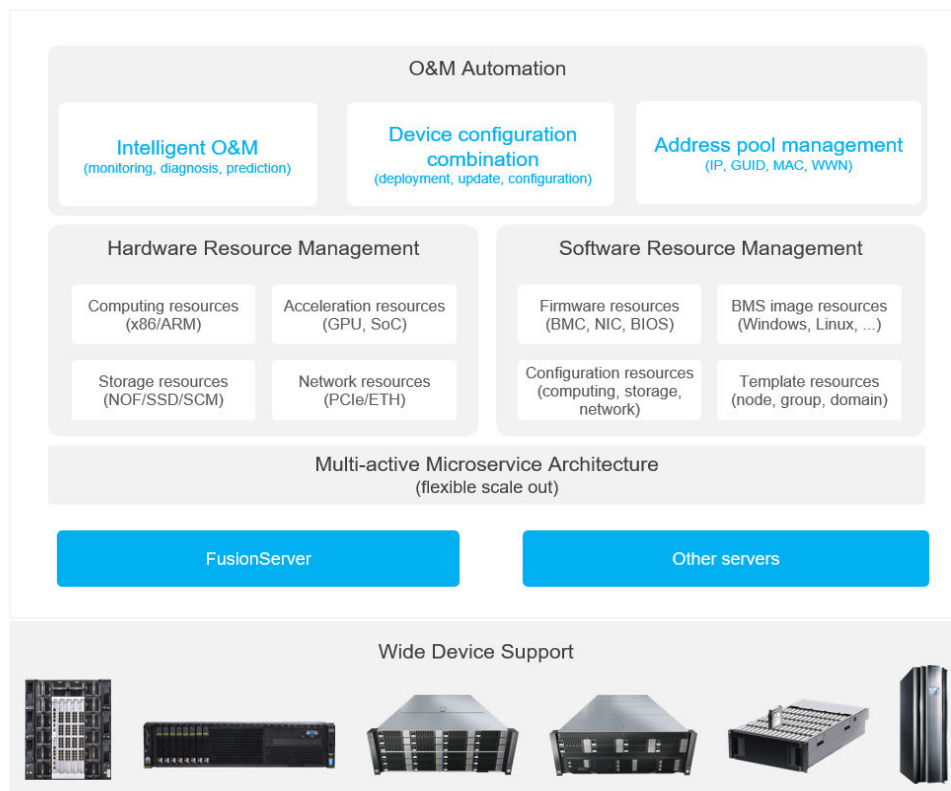 O&M Automation
Intelligent O&M
(monitoring, diagnosis, prediction)
Device configuration
combination
(deployment, update, configuration)
Address pool management
(IP, GUID, MAC, WWN)
Hardware Resource Management
Computing resources
(x86/ARM)
Acceleration resources
(GPU, SoC)
Storage resources
(NOF/SSD/SCM)
Network resources
(PCIe/ETH)
Software Resource Management
Firmware resources
(BMC, NIC, BIOS)
BMS image resources
(Windows, Linux, ...)
Configuration resources
(computing, storage,
network)
Template resources
(node, group, domain)
Multi-active Microservice Architecture
(flexible scale out)
FusionServer
Other servers
Wide Device Support